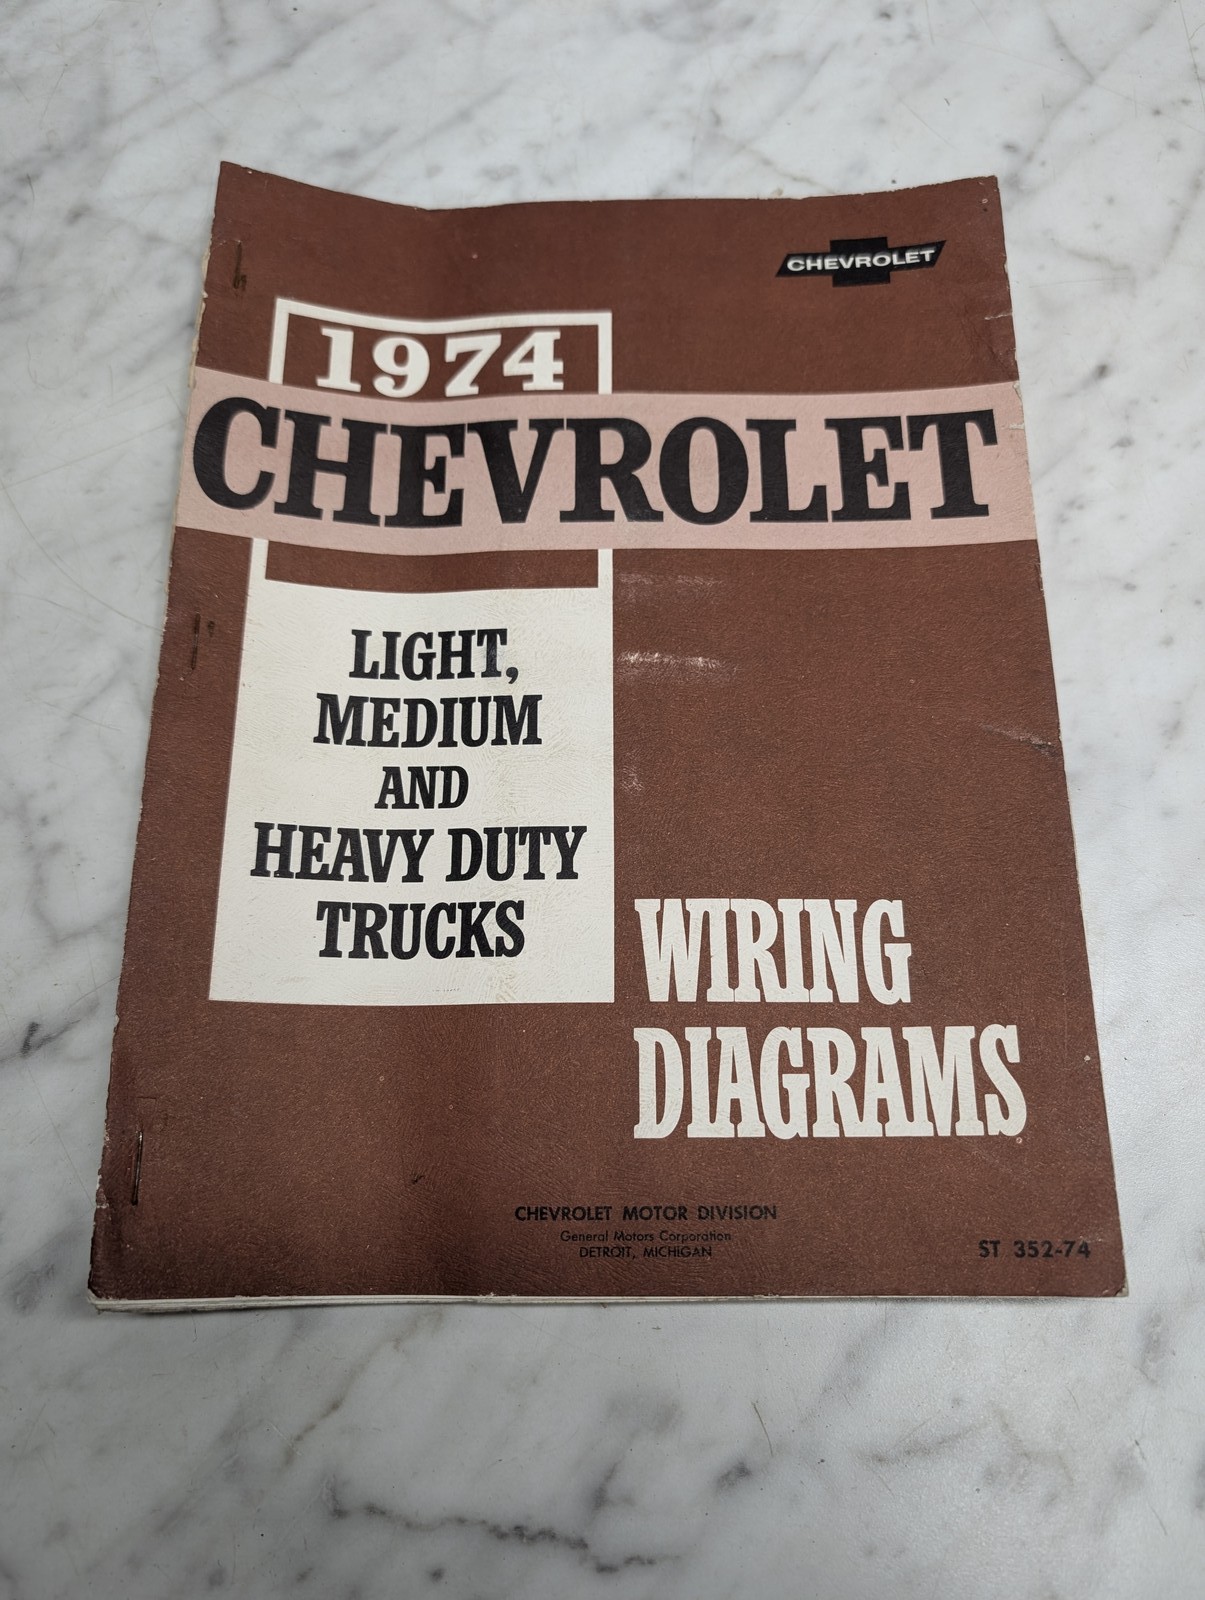 CHEVROLET
1974
CHEVROLET
LIGHT,
MEDIUM
AND
HEAVY DUTY
TRUCKS
WIRING
DIAGRAMS
CHEVROLET MOTOR DIVISION
General Motors Corporation
DETROIT, MICHIGAN
ST 352-74